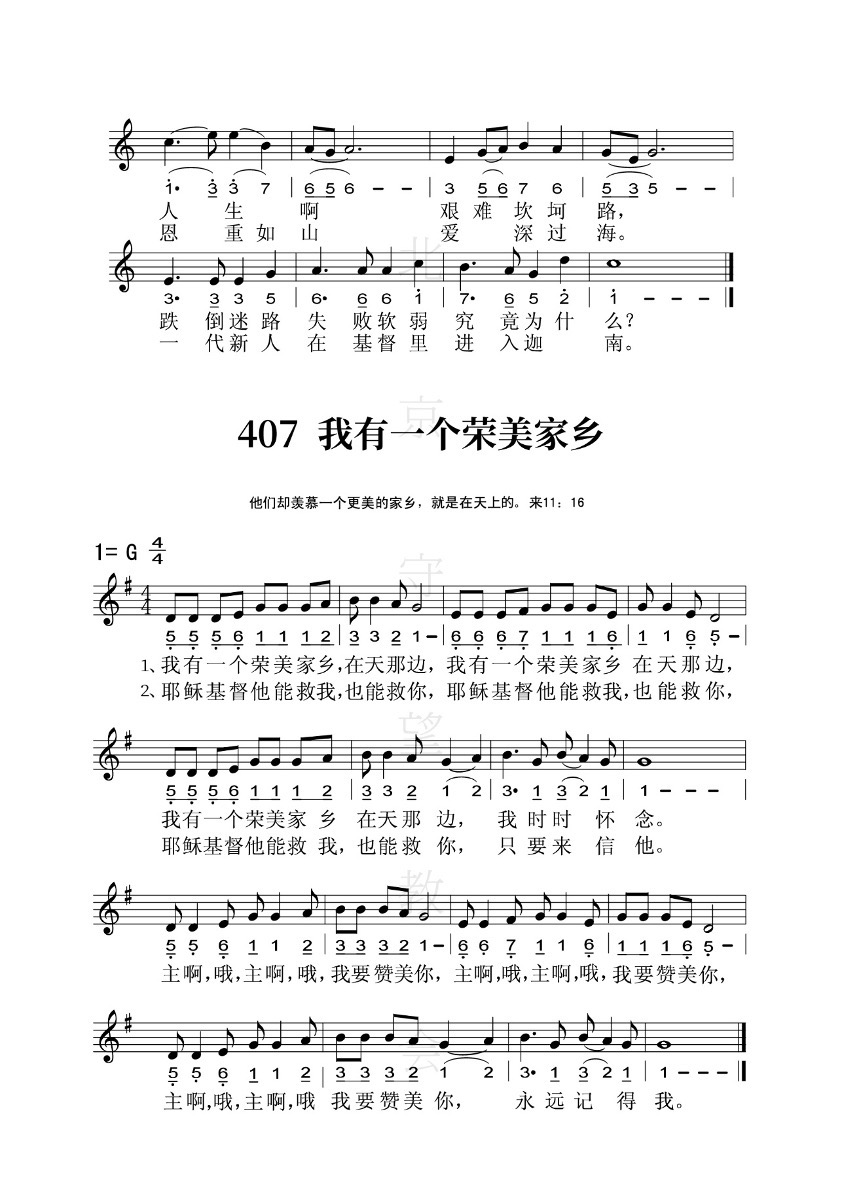 1· 3 3 7 | 6 5 6 - - | 3 5 6 7 6 | 5 3 5 - - |
人 生 啊 艰 难 坎 坷 路，
恩 重 如 山 爱 深 过 海。
3· 3 3 5 6· 6 6 1 7· 6 5 2 1 - - - |
跌 倒 迷 路 失 败 软 弱 究 竟 为 什 么？
一 代 新 人 在 基 督 里 进 入 迦 南。
407 我有一个荣美家乡
他们却羡慕一个更美的家乡，就是在天上的。来11：16
1= G 4/4
5 5 5 6 1 1 1 2 | 3 3 2 1 - | 6 6 6 7 1 1 1 6 | 1 1 6 5 -
1、我有一个荣美家乡，在天那边，我有一个荣美家乡 在天那边，
2、耶稣基督他能救我，也能救你，耶稣基督他能救我，也能救你，
5 5 5 6 1 1 1 2 | 3 3 2 1 2 | 3· 1 3 2 1 | 1 - - - |
我有一个荣美家 乡 在天那 边， 我 时时 怀 念。
耶稣基督他能救 我，也能救 你， 只 要来 信 他。
5 5 6 1 1 2 | 3 3 3 2 1 - | 6 6 7 1 1 6 | 1 1 1 6 5 - |
主啊，哦，主啊，哦，我要赞美你，主啊，哦，主啊，哦，我要赞美你，
5 5 6 1 1 2 | 3 3 3 2 1 2 | 3· 1 3 2 1 | 1 - - - |
主啊，哦，主啊，哦 我要赞美 你， 永 远 记 得 我。
北京守望教会